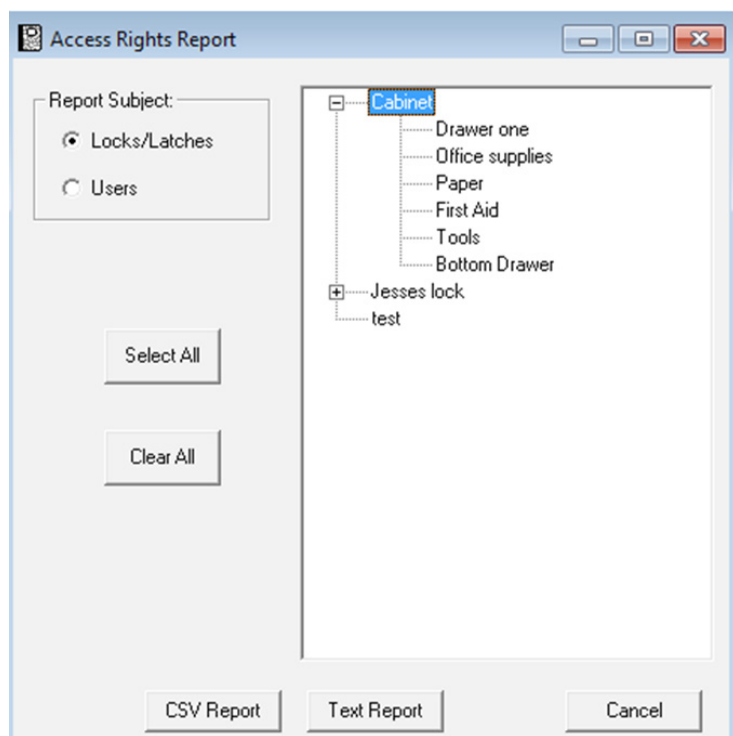 Access Rights Report
Report Subject:
Locks/Latches
Users
Select All
Clear All
Cabinet
Drawer one
Office supplies
Paper
First Aid
Tools
Bottom Drawer
Jesses lock
test
CSV Report
Text Report
Cancel